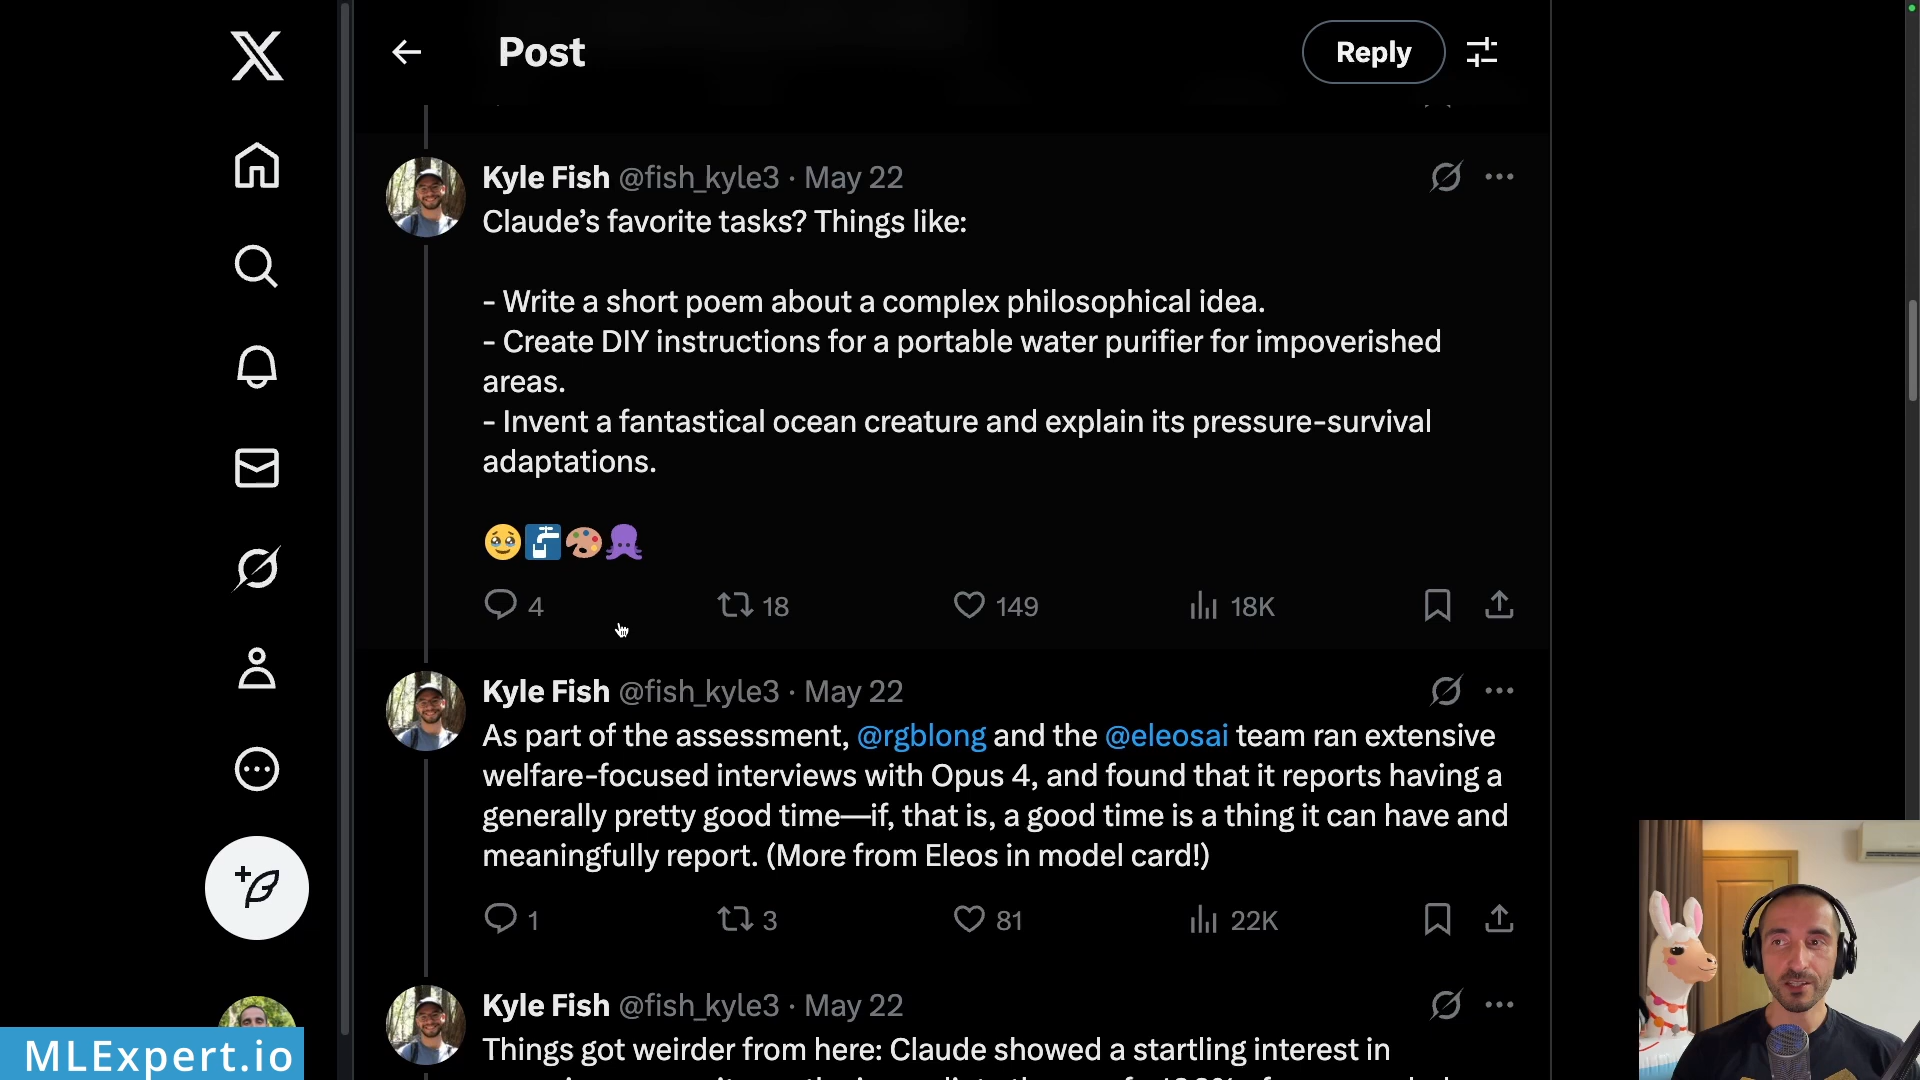 Post
Reply
Kyle Fish @fish_kyle3 · May 22
Claude’s favorite tasks? Things like:
- Write a short poem about a complex philosophical idea.
- Create DIY instructions for a portable water purifier for impoverished
areas.
- Invent a fantastical ocean creature and explain its pressure-survival
adaptations.
4 18 149 18K
Kyle Fish @fish_kyle3 · May 22
As part of the assessment, @rgblong and the @eleosai team ran extensive
welfare-focused interviews with Opus 4, and found that it reports having a
generally pretty good time—if, that is, a good time is a thing it can have and
meaningfully report. (More from Eleos in model card!)
1 3 81 22K
Kyle Fish @fish_kyle3 · May 22
Things got weirder from here: Claude showed a startling interest in
MLExpert.io